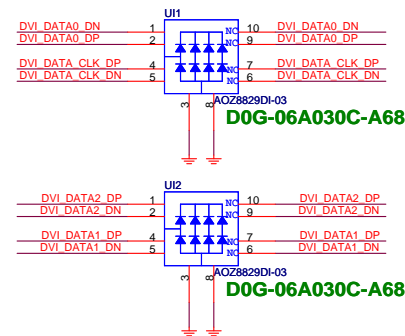 UI1
DVI_DATA0_DN 1 NC 10 DVI_DATA0_DN
DVI_DATA0_DP 2 NC 9 DVI_DATA0_DP
DVI_DATA_CLK_DP 4 NC 7 DVI_DATA_CLK_DP
DVI_DATA_CLK_DN 5 NC 6 DVI_DATA_CLK_DN
3 8 AOZ8829DI-03
D0G-06A030C-A68
UI2
DVI_DATA2_DP 1 NC 10 DVI_DATA2_DP
DVI_DATA2_DN 2 NC 9 DVI_DATA2_DN
DVI_DATA1_DP 4 NC 7 DVI_DATA1_DP
DVI_DATA1_DN 5 NC 6 DVI_DATA1_DN
3 8 AOZ8829DI-03
D0G-06A030C-A68